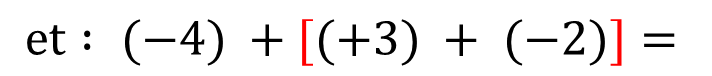 et : (−4) + [(+3) + (−2)] =